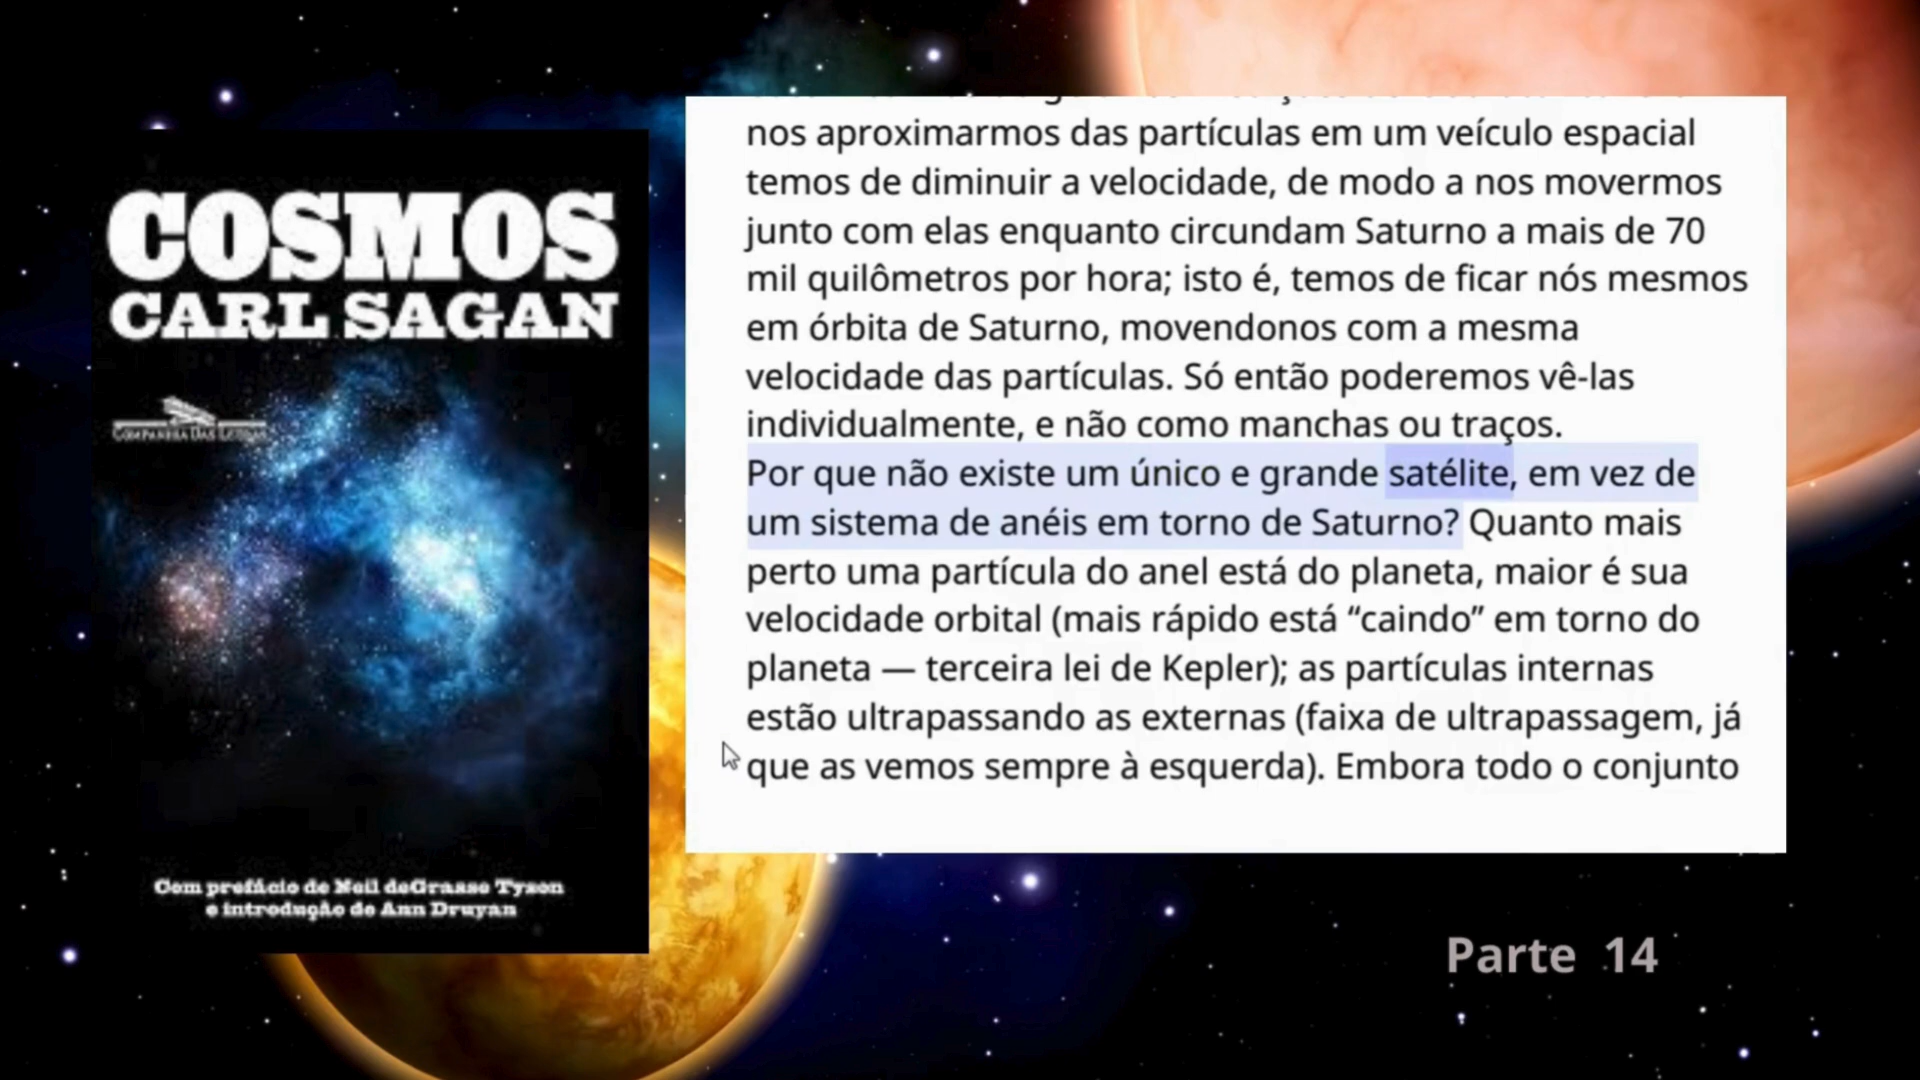 COSMOS
CARL SAGAN
COMPANHIA DAS LETRAS
Com prefácio de Neil deGrasse Tyson
e introdução de Ann Druyan
nos aproximarmos das partículas em um veículo espacial
temos de diminuir a velocidade, de modo a nos movermos
junto com elas enquanto circundam Saturno a mais de 70
mil quilômetros por hora; isto é, temos de ficar nós mesmos
em órbita de Saturno, movendonos com a mesma
velocidade das partículas. Só então poderemos vê-las
individualmente, e não como manchas ou traços.
Por que não existe um único e grande satélite, em vez de
um sistema de anéis em torno de Saturno? Quanto mais
perto uma partícula do anel está do planeta, maior é sua
velocidade orbital (mais rápido está “caindo” em torno do
planeta — terceira lei de Kepler); as partículas internas
estão ultrapassando as externas (faixa de ultrapassagem, já
que as vemos sempre à esquerda). Embora todo o conjunto
Parte 14